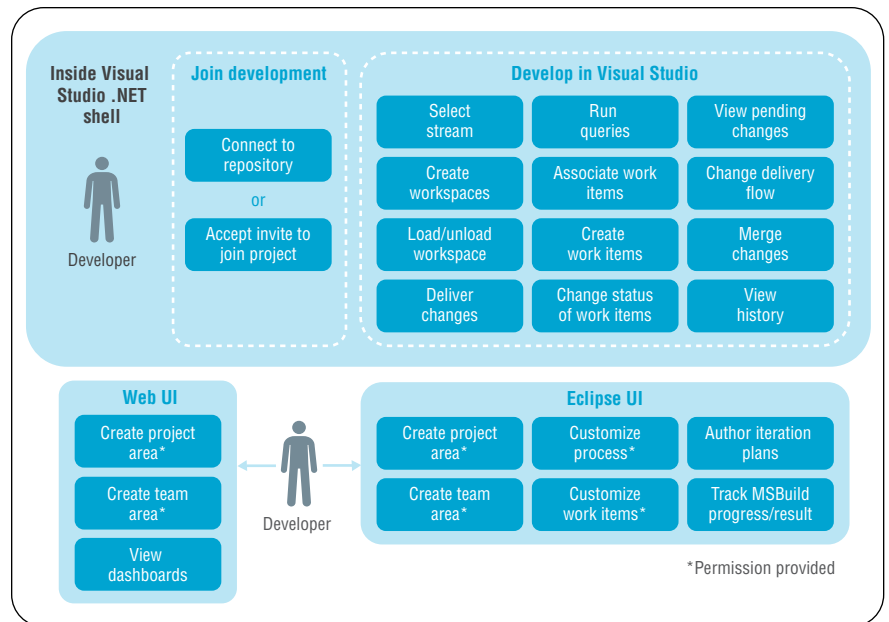 Inside Visual
Studio .NET
shell
Developer
Join development
Connect to
repository
or
Accept invite to
join project
Develop in Visual Studio
Select
stream
Run
queries
View pending
changes
Create
workspaces
Associate work
items
Change delivery
flow
Load/unload
workspace
Create
work items
Merge
changes
Deliver
changes
Change status
of work items
View
history
Web UI
Create project
area*
Create team
area*
View
dashboards
Developer
Eclipse UI
Create project
area*
Customize
process*
Author iteration
plans
Create team
area*
Customize
work items*
Track MSBuild
progress/result
*Permission provided